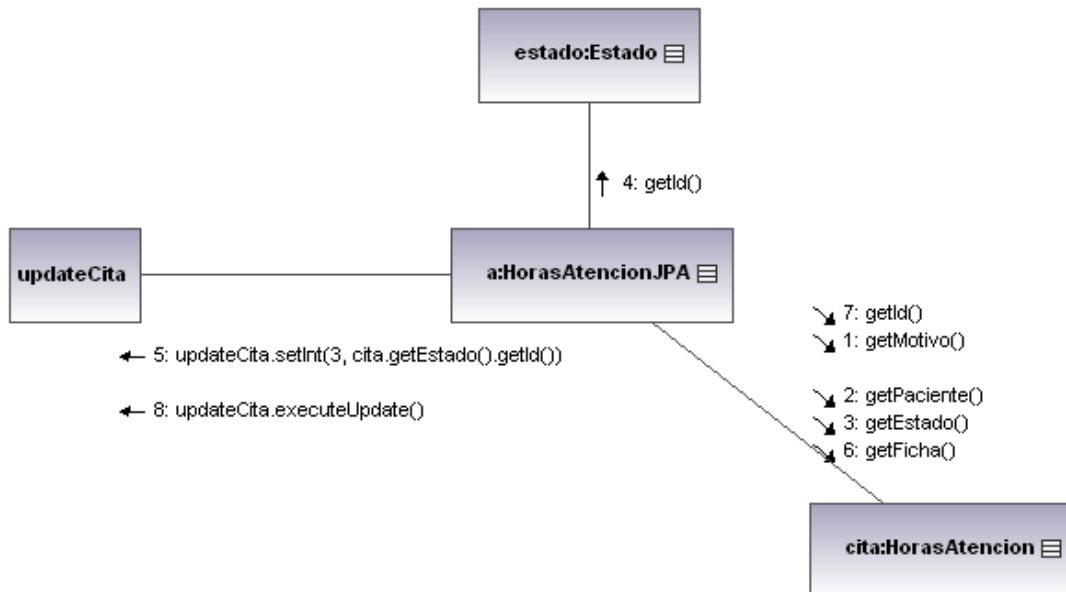 estado:Estado
4: getId()
updateCita
a:HorasAtencionJPA
7: getId()
1: getMotivo()
5: updateCita.setInt(3, cita.getEstado().getId())
2: getPaciente()
8: updateCita.executeUpdate()
3: getEstado()
6: getFicha()
cita:HorasAtencion